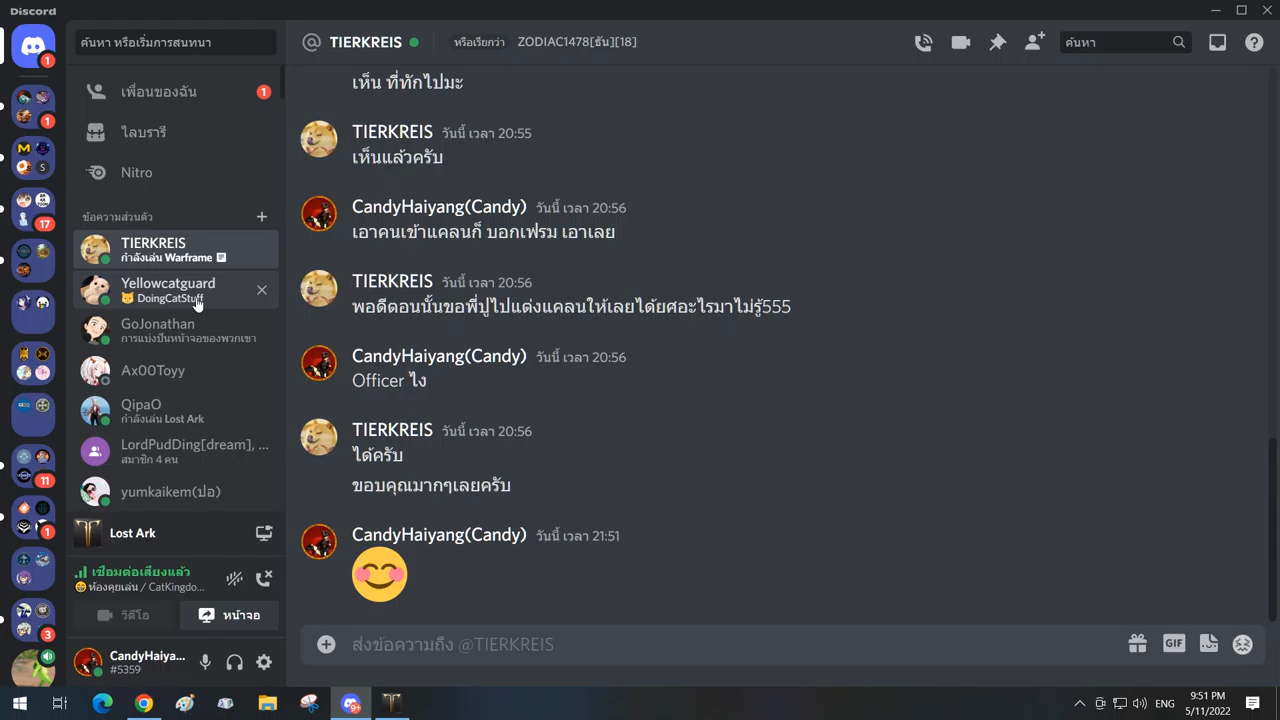 Discord
ค้นหา หรือเริ่มการสนทนา
TIERKREIS
หรือเรียกว่า
ZODIAC1478[ธัน][18]
ค้นหา
1
เพื่อนของฉัน
1
ไลบรารี
Nitro
ข้อความส่วนตัว
TIERKREIS
กำลังเล่น Warframe
Yellowcatguard
DoingCatStuff
GoJonathan
การแบ่งปันหน้าจอของพวกเขา
Ax00Toyy
QipaO
กำลังเล่น Lost Ark
LordPudDing[dream], ...
สมาชิก 4 คน
yumkaikem(ปอ)
Lost Ark
เชื่อมต่อเสียงแล้ว
ห้องคุยเล่น / CatKingdo...
วิดีโอ
หน้าจอ
CandyHaiya...
#5359
1
M
S
17
11
1
3
เห็น ที่ทักไปมะ
TIERKREIS วันนี้ เวลา 20:55
เห็นแล้วครับ
CandyHaiyang(Candy) วันนี้ เวลา 20:56
เอาคนเข้าแคลนก็ บอกเฟรม เอาเลย
TIERKREIS วันนี้ เวลา 20:56
พอดีตอนนั้นขอพี่ปูไปแด่งแคลนให้เลยได้ยศอะไรมาไม่รู้555
CandyHaiyang(Candy) วันนี้ เวลา 20:56
Officer ไง
TIERKREIS วันนี้ เวลา 20:56
ได้ครับ
ขอบคุณมากๆเลยครับ
CandyHaiyang(Candy) วันนี้ เวลา 21:51
ส่งข้อความถึง @TIERKREIS
GIF
9+
ENG
9:51 PM
5/11/2022